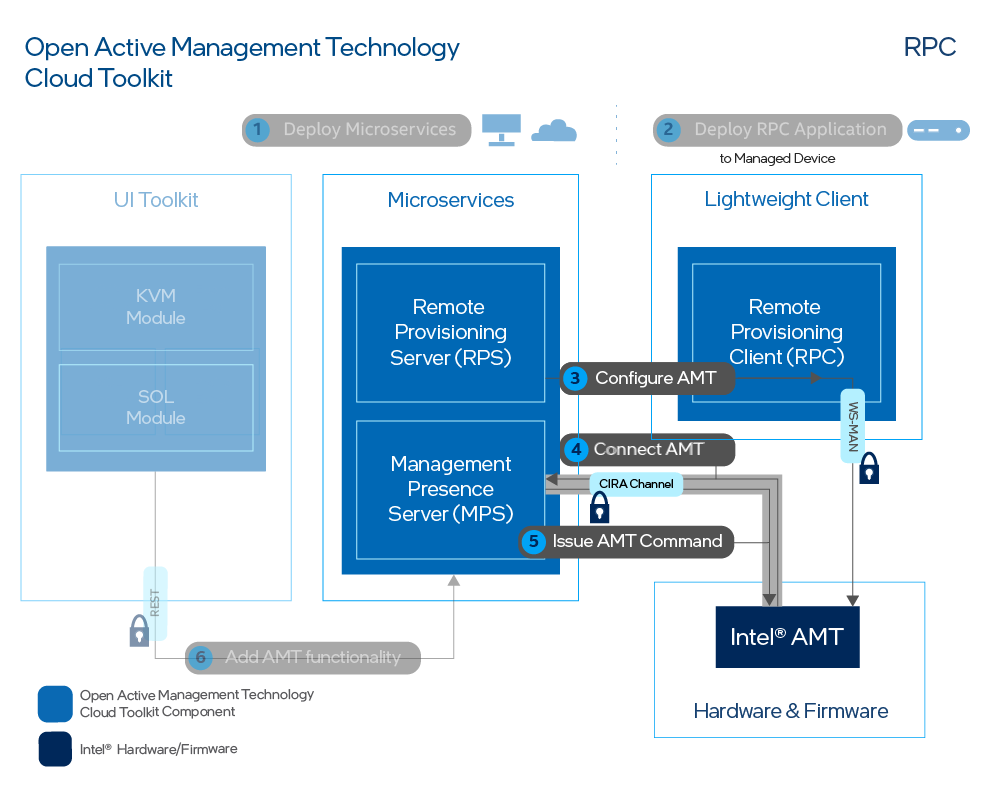 Open Active Management Technology
Cloud Toolkit
RPC
1 Deploy Microservices
2 Deploy RPC Application
to Managed Device
UI Toolkit
Microservices
Lightweight Client
KVM
Module
SOL
Module
Remote
Provisioning
Server (RPS)
Remote
Provisioning
Client (RPC)
3 Configure AMT
WS-MAN
4 Connect AMT
Management
Presence
Server (MPS)
CIRA Channel
5 Issue AMT Command
REST
6 Add AMT functionality
Intel® AMT
Hardware & Firmware
Open Active Management Technology
Cloud Toolkit Component
Intel® Hardware/Firmware